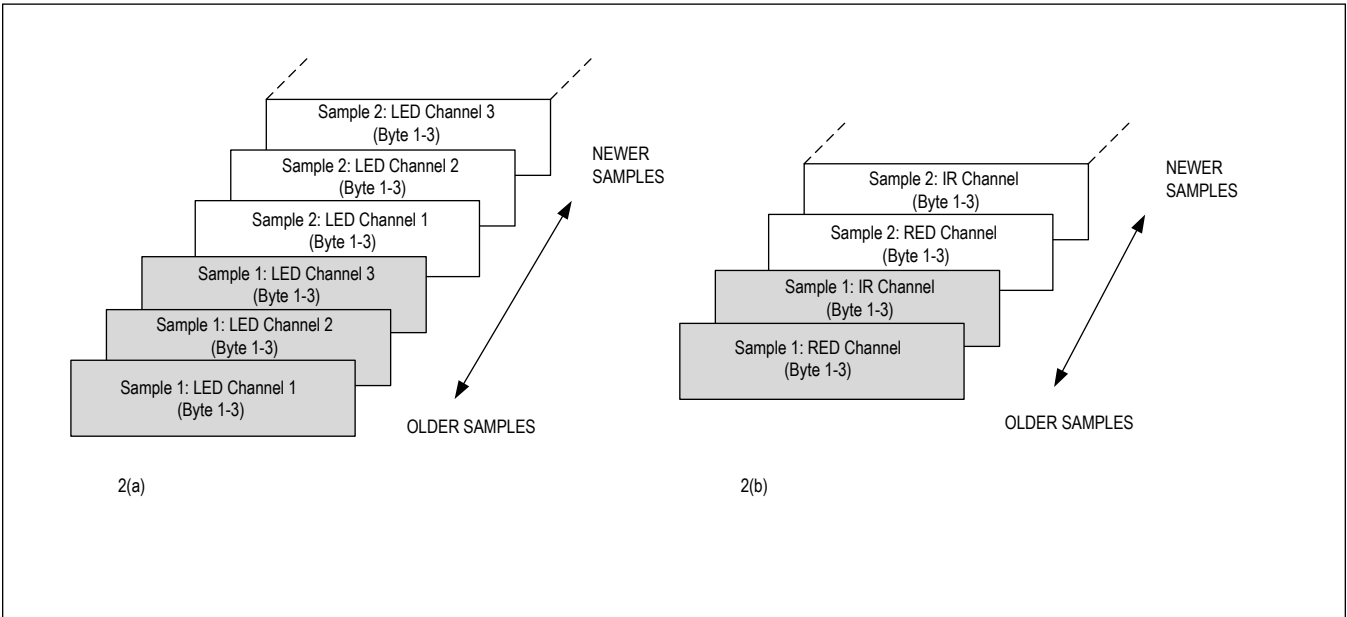 Sample 2: LED Channel 3
(Byte 1-3)
Sample 2: LED Channel 2
(Byte 1-3)
Sample 2: LED Channel 1
(Byte 1-3)
Sample 1: LED Channel 3
(Byte 1-3)
Sample 1: LED Channel 2
(Byte 1-3)
Sample 1: LED Channel 1
(Byte 1-3)
NEWER
SAMPLES
OLDER SAMPLES
2(a)
Sample 2: IR Channel
(Byte 1-3)
Sample 2: RED Channel
(Byte 1-3)
Sample 1: IR Channel
(Byte 1-3)
Sample 1: RED Channel
(Byte 1-3)
NEWER
SAMPLES
OLDER SAMPLES
2(b)